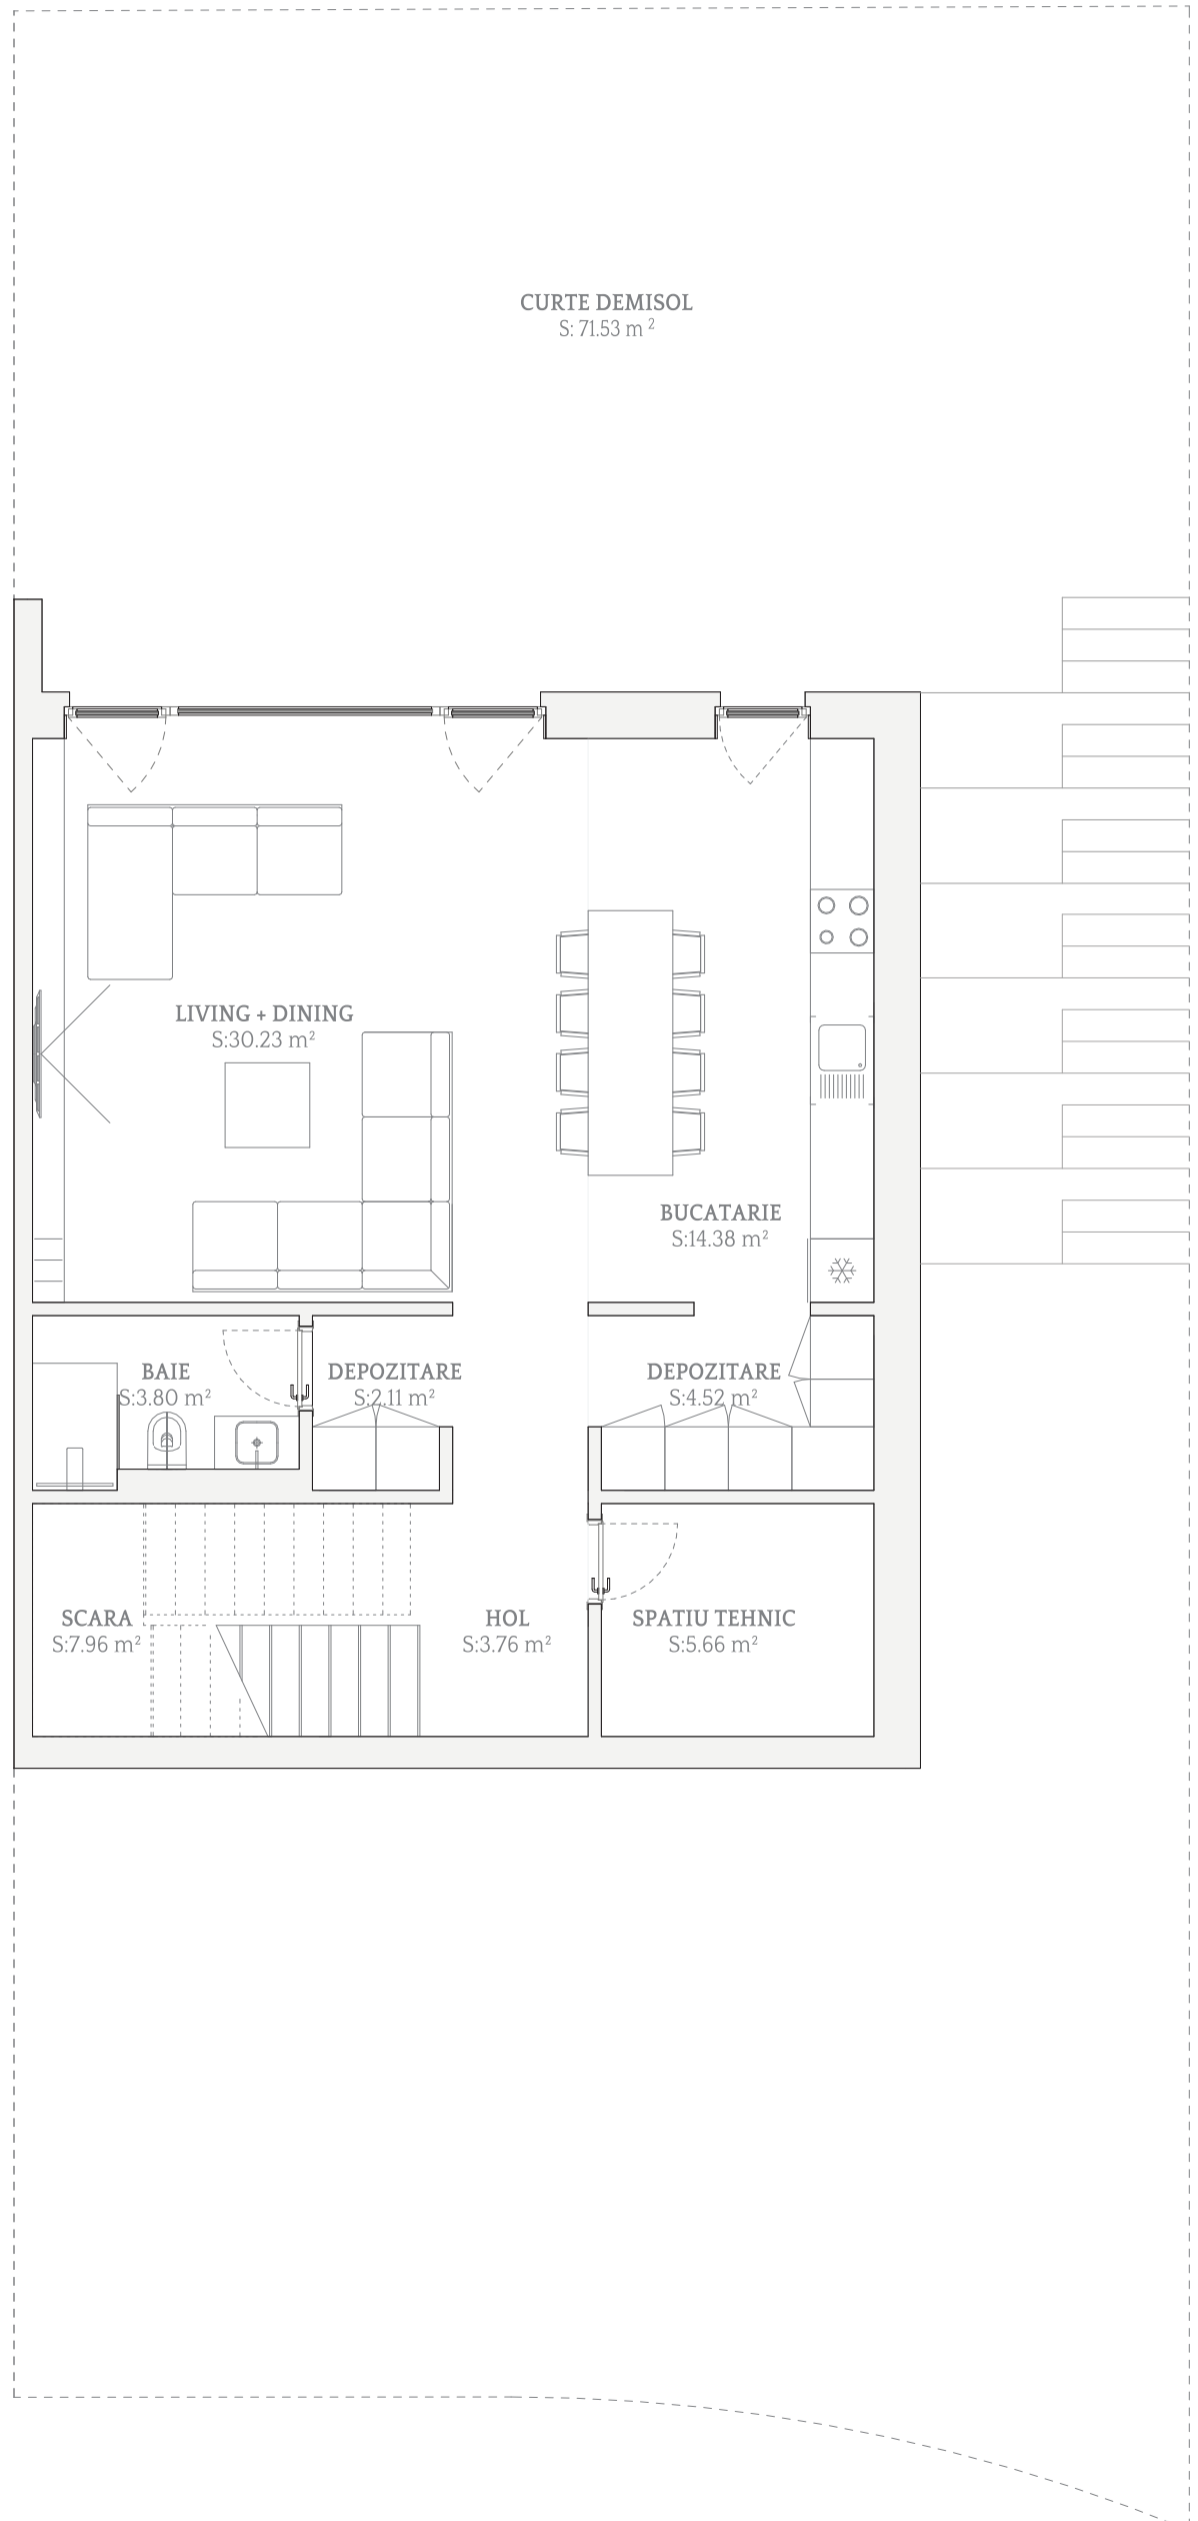 CURTE DEMISOL
S: 71.53 m²
LIVING + DINING
S:30.23 m²
BUCATARIE
S:14.38 m²
BAIE
S:3.80 m²
DEPOZITARE
S:2.11 m²
DEPOZITARE
S:4.52 m²
SCARA
S:7.96 m²
HOL
S:3.76 m²
SPATIU TEHNIC
S:5.66 m²